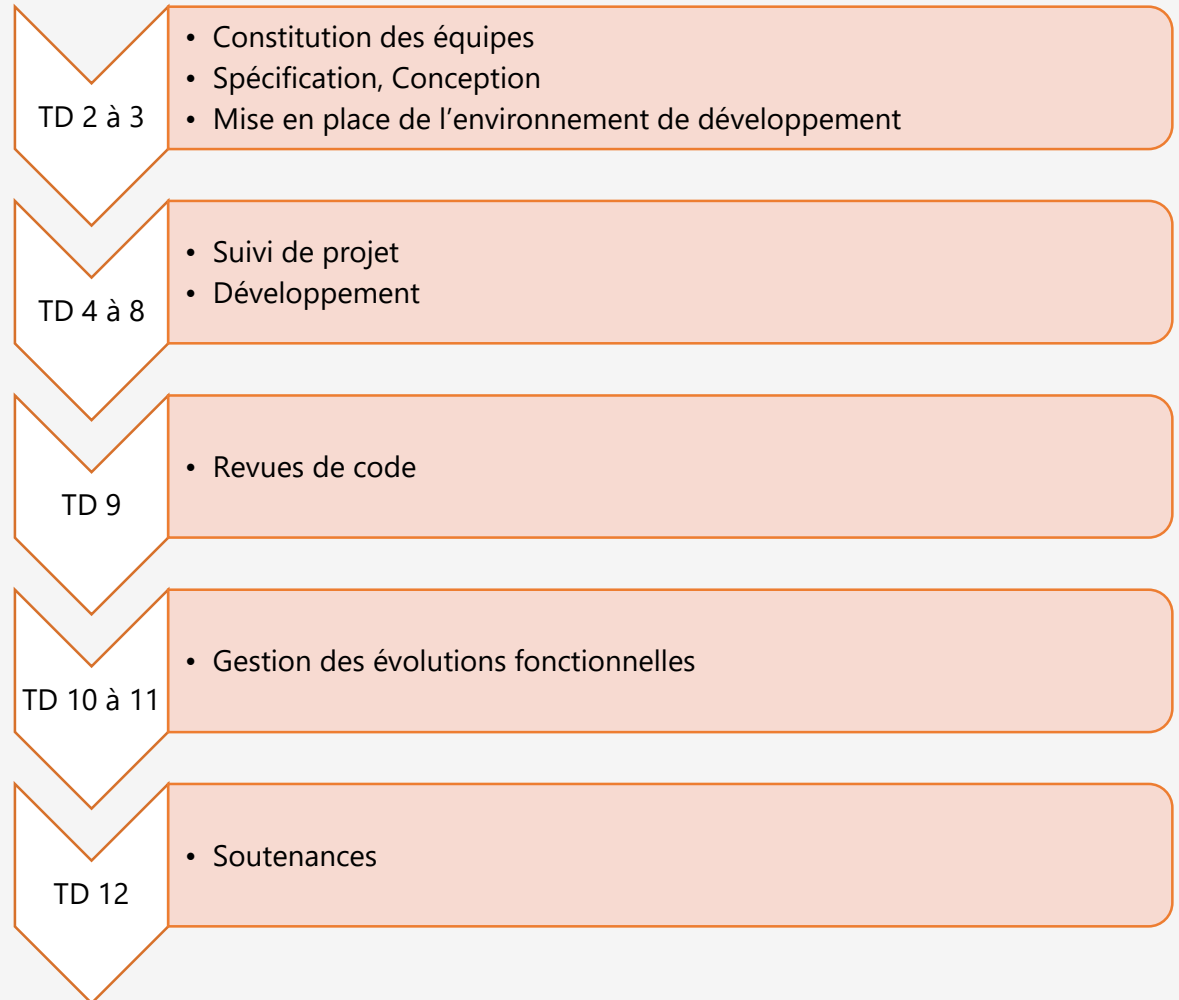 TD 2 à 3
• Constitution des équipes
• Spécification, Conception
• Mise en place de l’environnement de développement
TD 4 à 8
• Suivi de projet
• Développement
TD 9
• Revues de code
TD 10 à 11
• Gestion des évolutions fonctionnelles
TD 12
• Soutenances